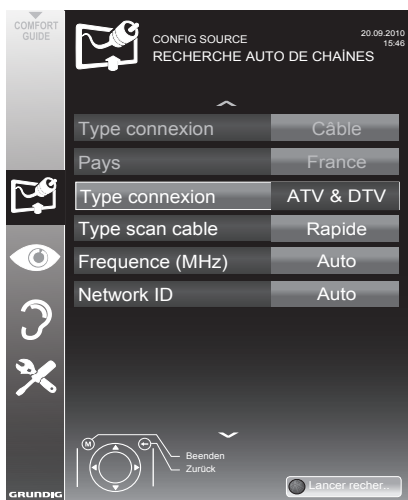 COMFORT
GUIDE
CONFIG SOURCE
RECHERCHE AUTO DE CHAÎNES
20.09.2010
15:46
Type connexion Câble
Pays France
Type connexion ATV & DTV
Type scan cable Rapide
Frequence (MHz) Auto
Network ID Auto
M
Beenden
Zurück
Lancer recher..
GRUNDIG